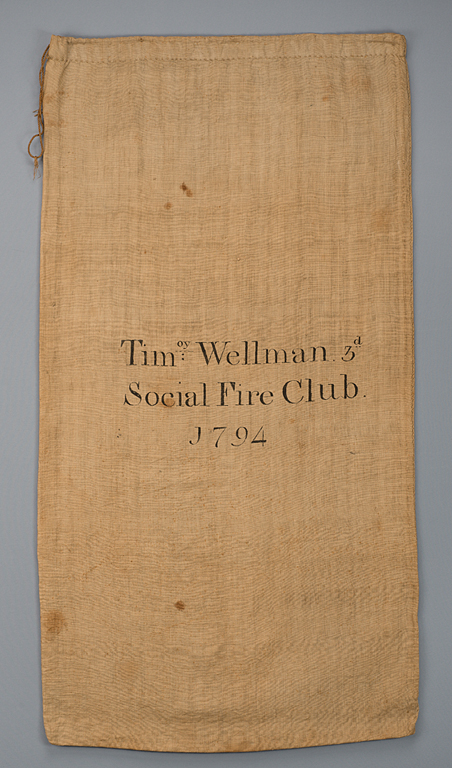 Timoy: Wellman. 3d
Social Fire Club.
1794